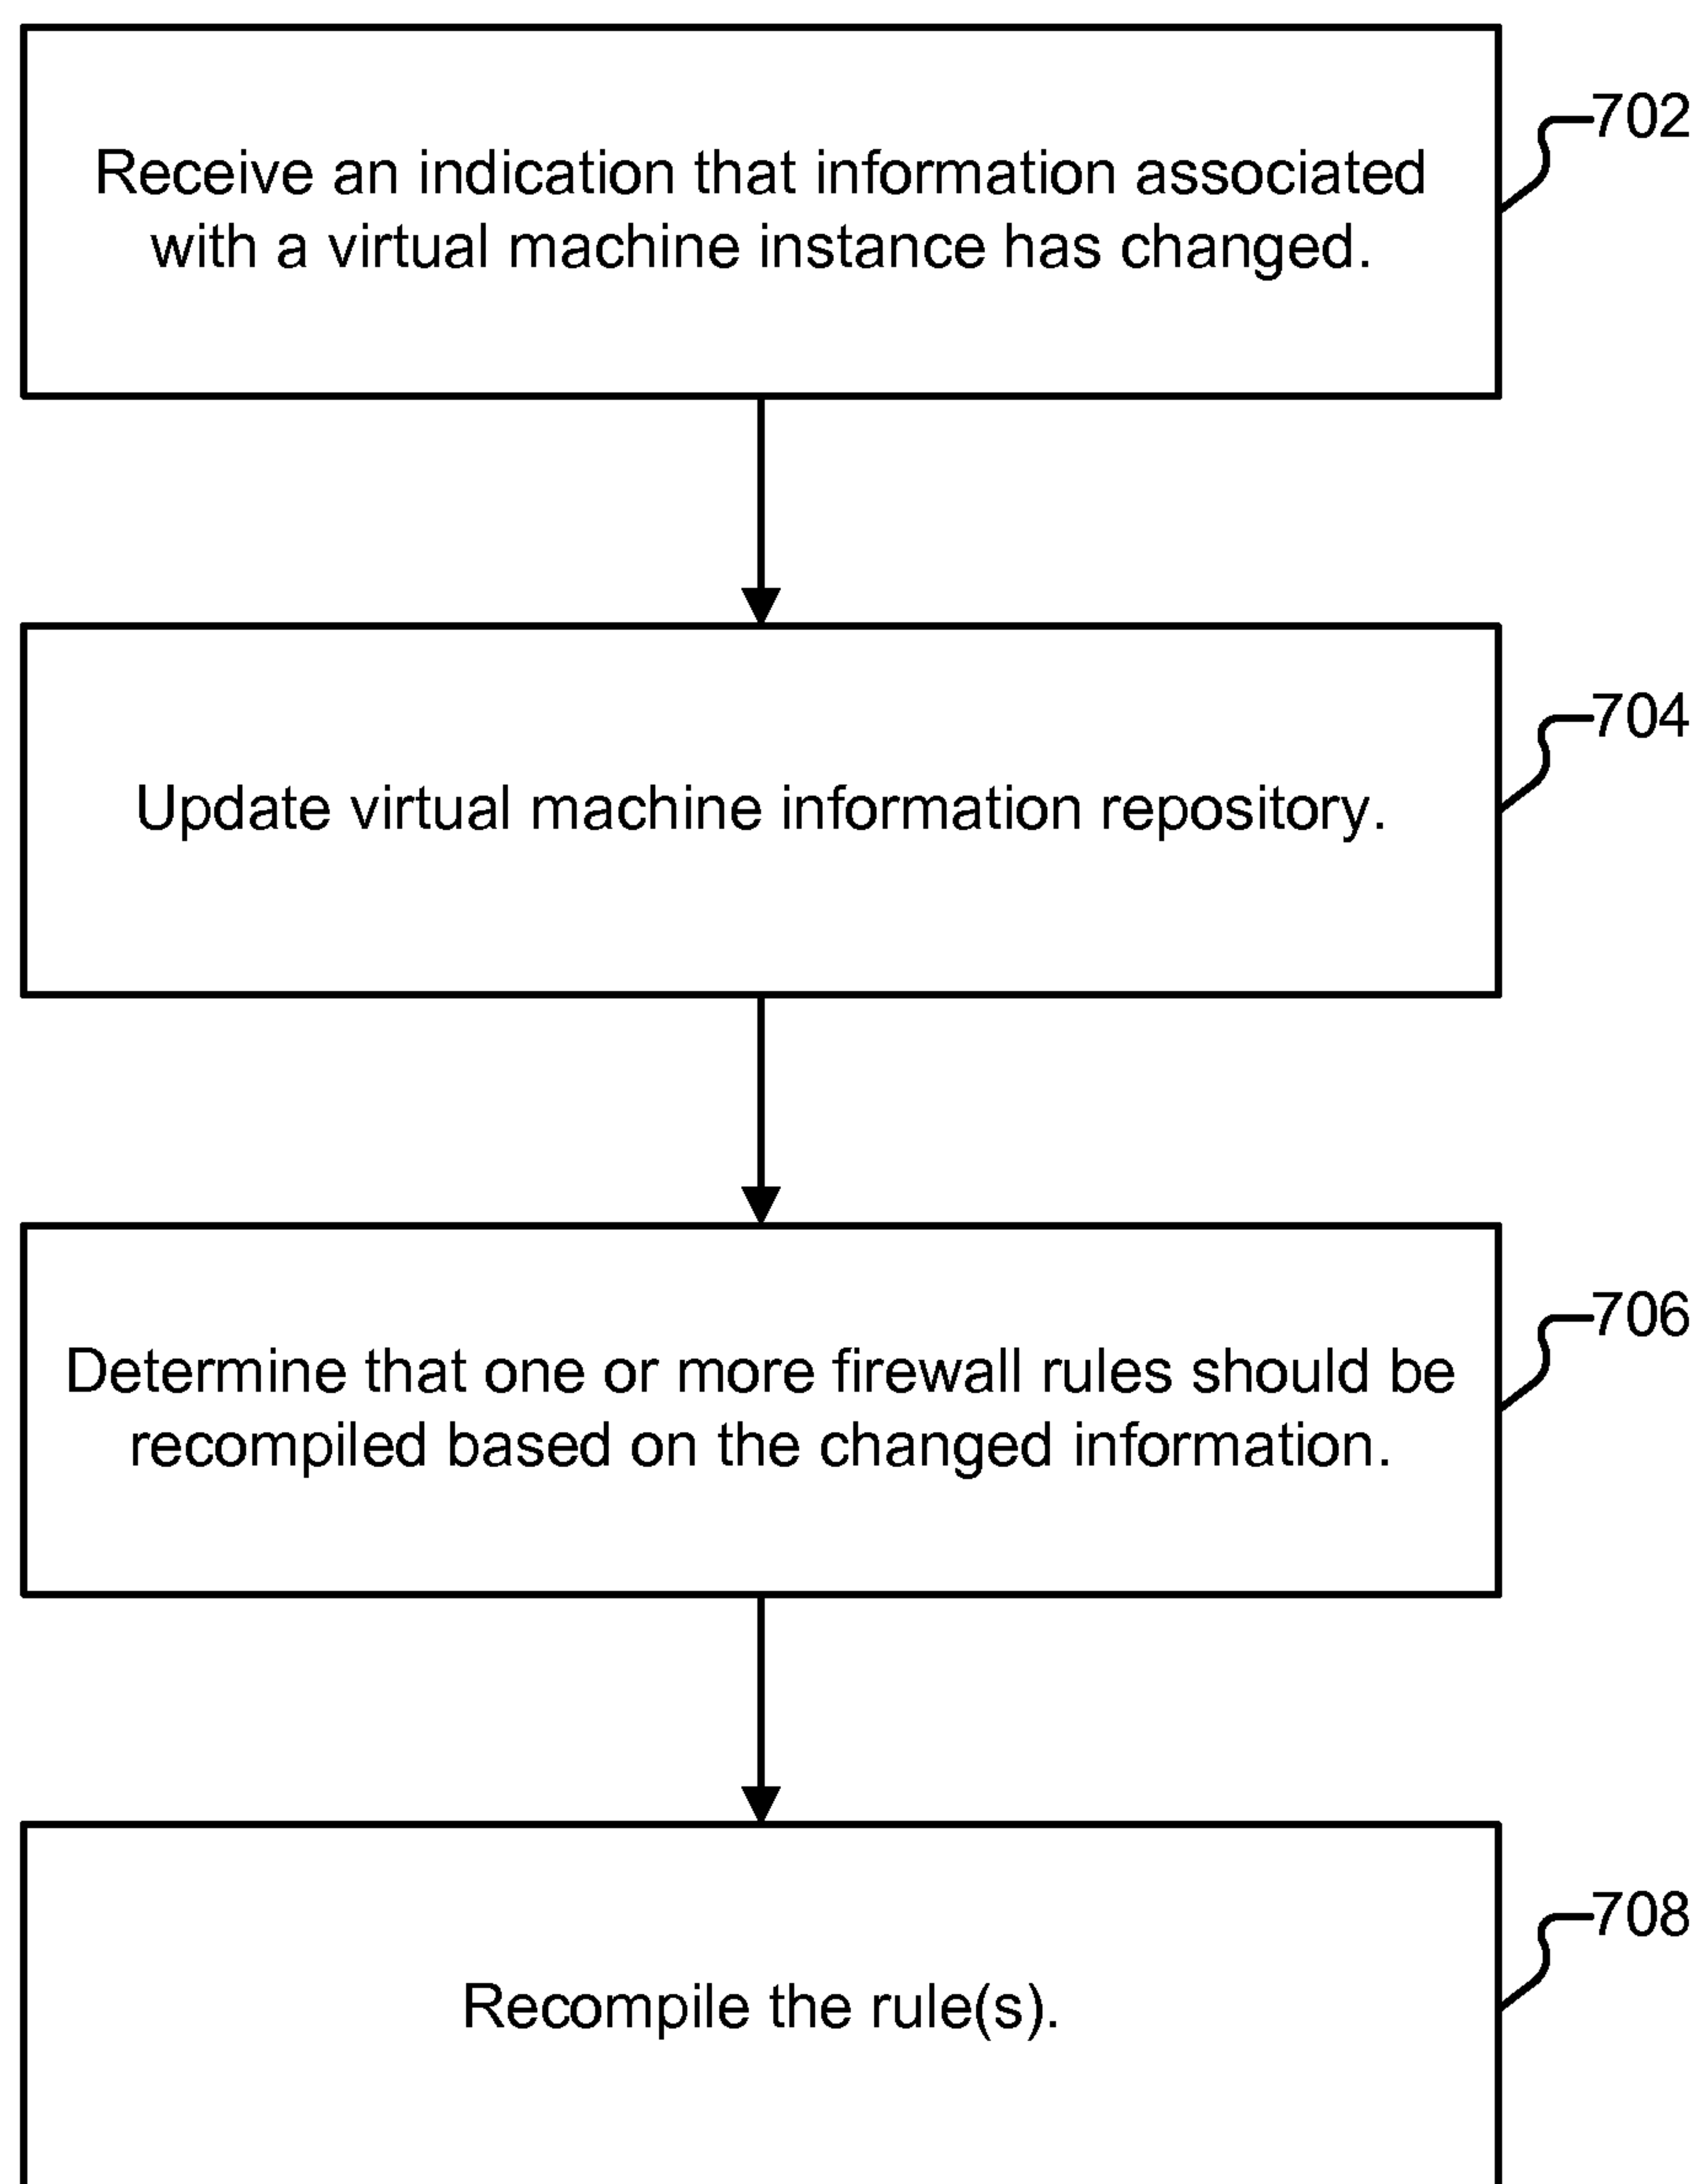 702
Receive an indication that information associated
with a virtual machine instance has changed.
704
Update virtual machine information repository.
706
Determine that one or more firewall rules should be
recompiled based on the changed information.
708
Recompile the rule(s).